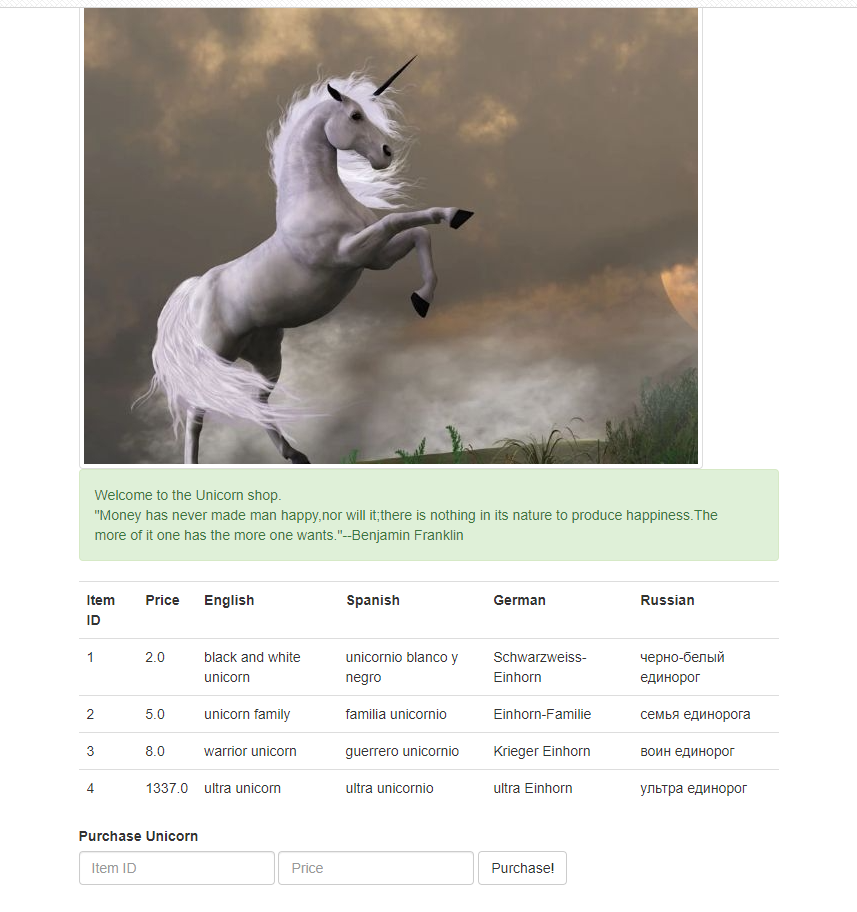 Welcome to the Unicorn shop.
"Money has never made man happy,nor will it;there is nothing in its nature to produce happiness.The
more of it one has the more one wants."--Benjamin Franklin
Item ID Price English Spanish German Russian
1 2.0 black and white unicorn unicornio blanco y negro Schwarzweiss-Einhorn черно-белый единорог
2 5.0 unicorn family familia unicornio Einhorn-Familie семья единорога
3 8.0 warrior unicorn guerrero unicornio Krieger Einhorn воин единорог
4 1337.0 ultra unicorn ultra unicornio ultra Einhorn ультра единорог
Purchase Unicorn
Item ID Price Purchase!